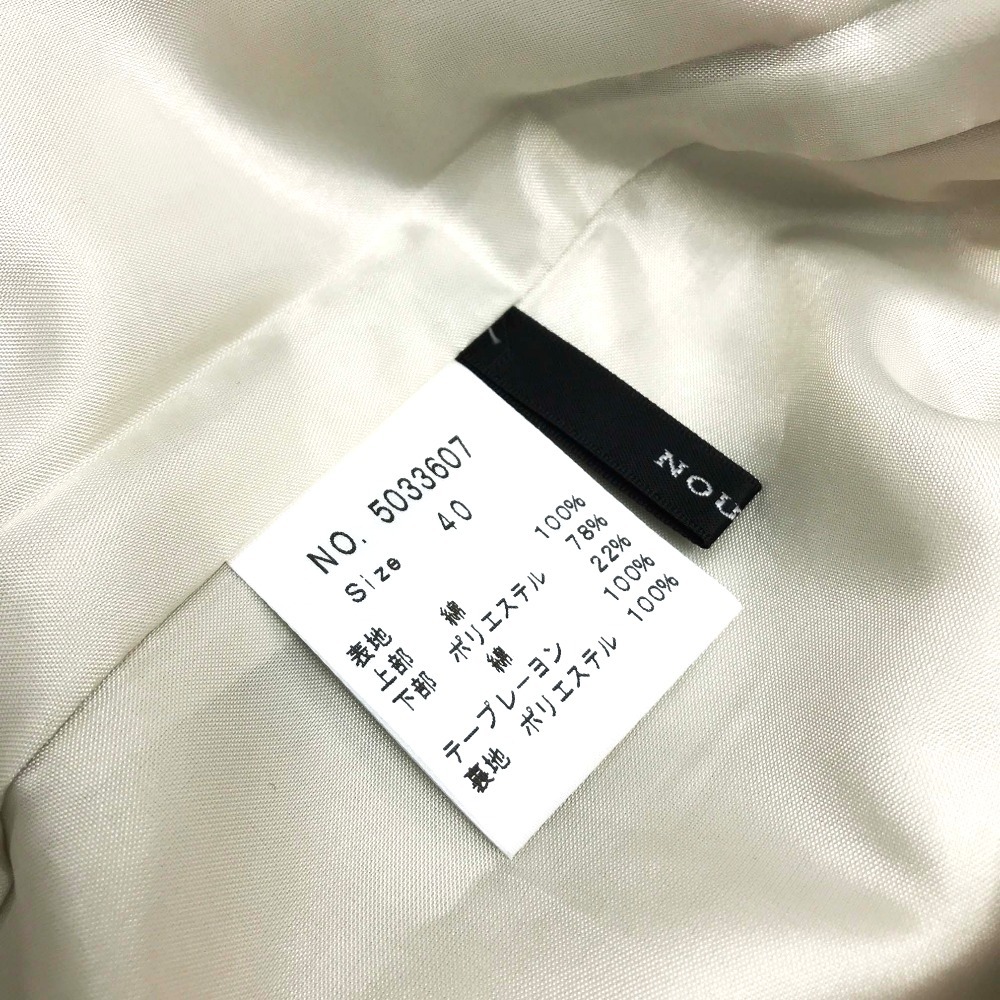 NOU
NO. 5033607
Size 40
表地
上部 綿 100%
下部 ポリエステル 78%
綿 22%
テープレーヨン 100%
裏地 ポリエステル 100%